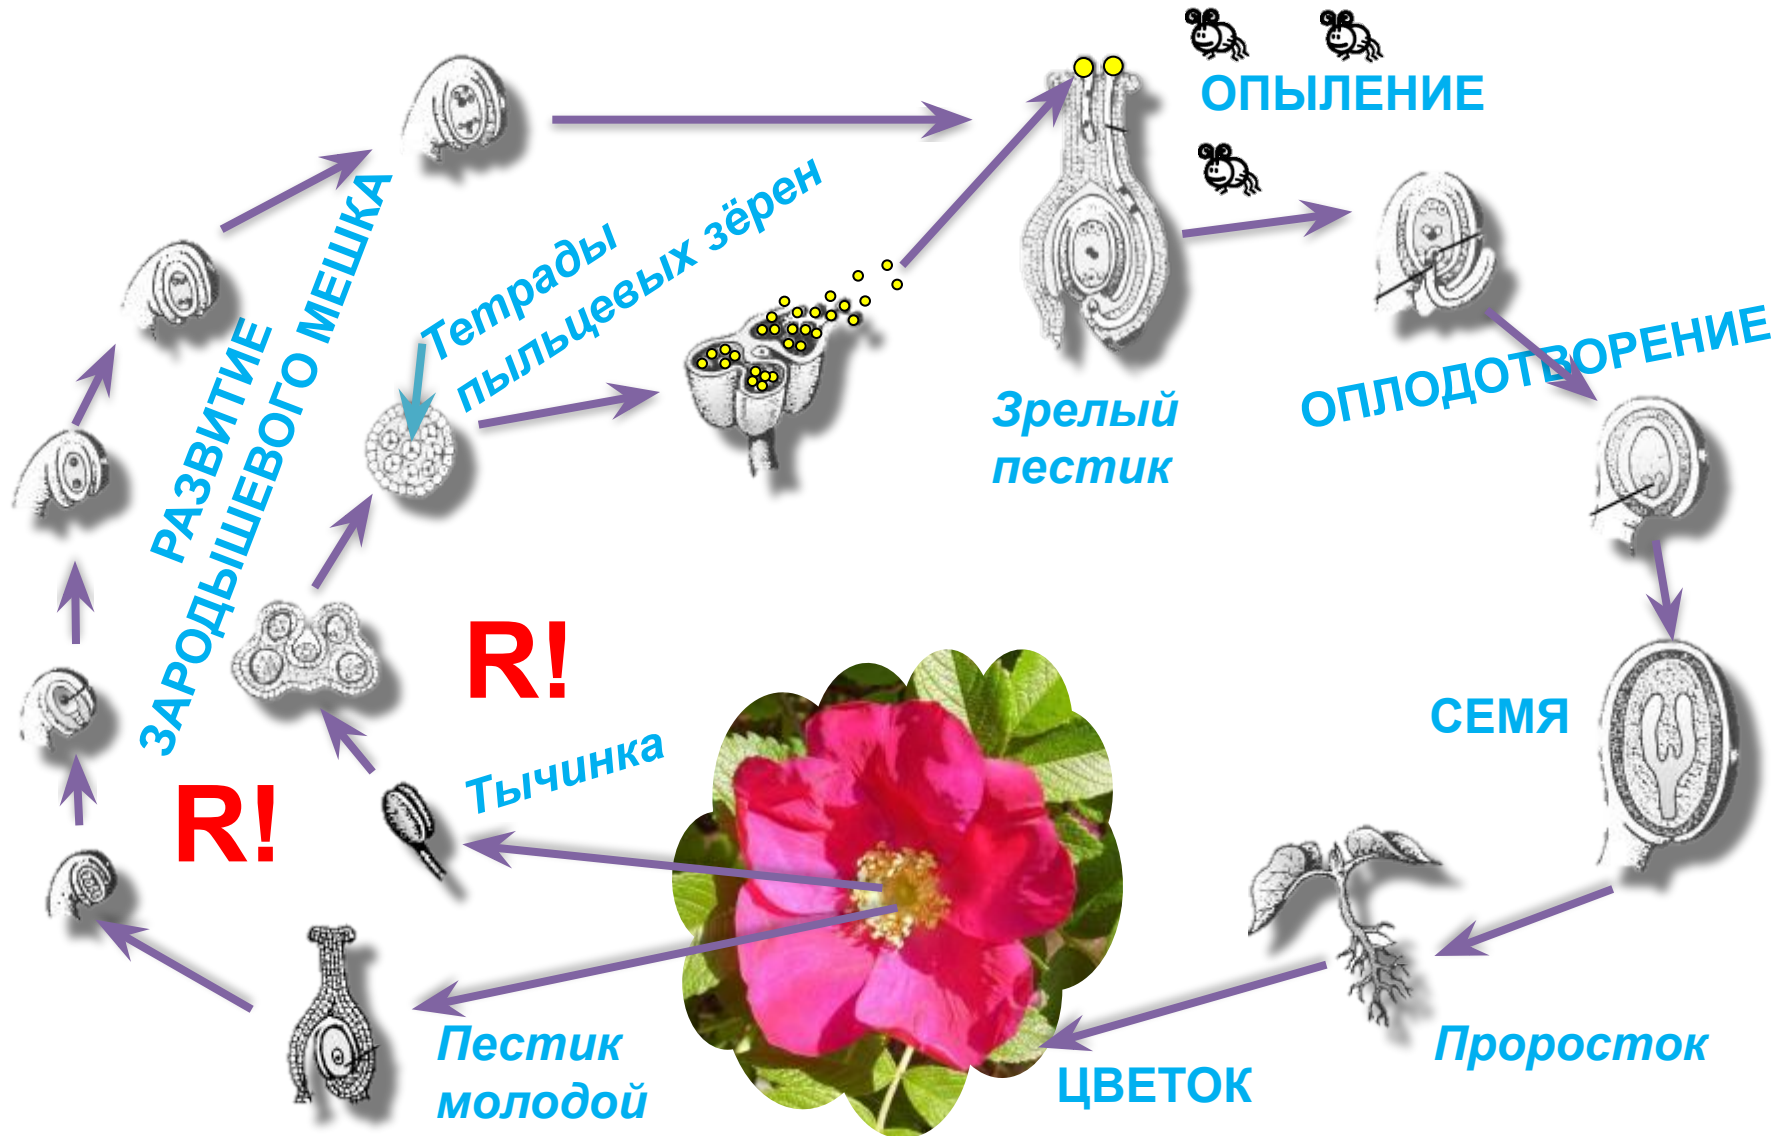 ОПЫЛЕНИЕ
Тетрады
пыльцевых зёрен
РАЗВИТИЕ
ЗАРОДЫШЕВОГО МЕШКА
Зрелый
пестик
ОПЛОДОТВОРЕНИЕ
R!
СЕМЯ
Тычинка
R!
Пестик
молодой
ЦВЕТОК
Проросток